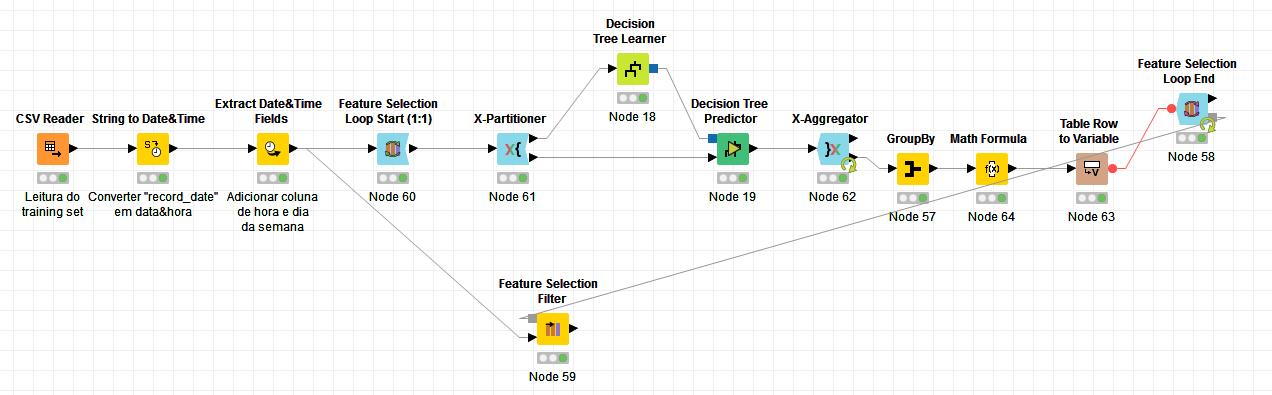 Decision
Tree Learner
Node 18
Feature Selection
Loop End
Node 58
CSV Reader
Leitura do
training set
String to Date&Time
S
Converter "record_date"
em data&hora
Extract Date&Time
Fields
Adicionar coluna
de hora e dia
da semana
Feature Selection
Loop Start (1:1)
Node 60
X-Partitioner
X{
Node 61
Decision Tree
Predictor
Node 19
X-Aggregator
}X
Node 62
GroupBy
Node 57
Math Formula
f(x)
Node 64
Table Row
to Variable
V
Node 63
Feature Selection
Filter
Node 59